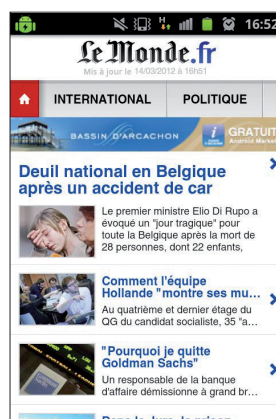 16:52
Le Monde.fr
Mis à jour le 14/03/2012 à 16h51
INTERNATIONAL POLITIQUE
BASSIN D'ARCACHON
i GRATUIT
Android Market
Deuil national en Belgique
après un accident de car
Le premier ministre Elio Di Rupo a
évoqué un "jour tragique" pour
toute la Belgique après la mort de
28 personnes, dont 22 enfants,
Comment l'équipe
Hollande "montre ses mu...
Au quatrième et dernier étage du
QG du candidat socialiste, 35 "a...
"Pourquoi je quitte
Goldman Sachs"
Un responsable de la banque
d'affaire démissionne à grand br...